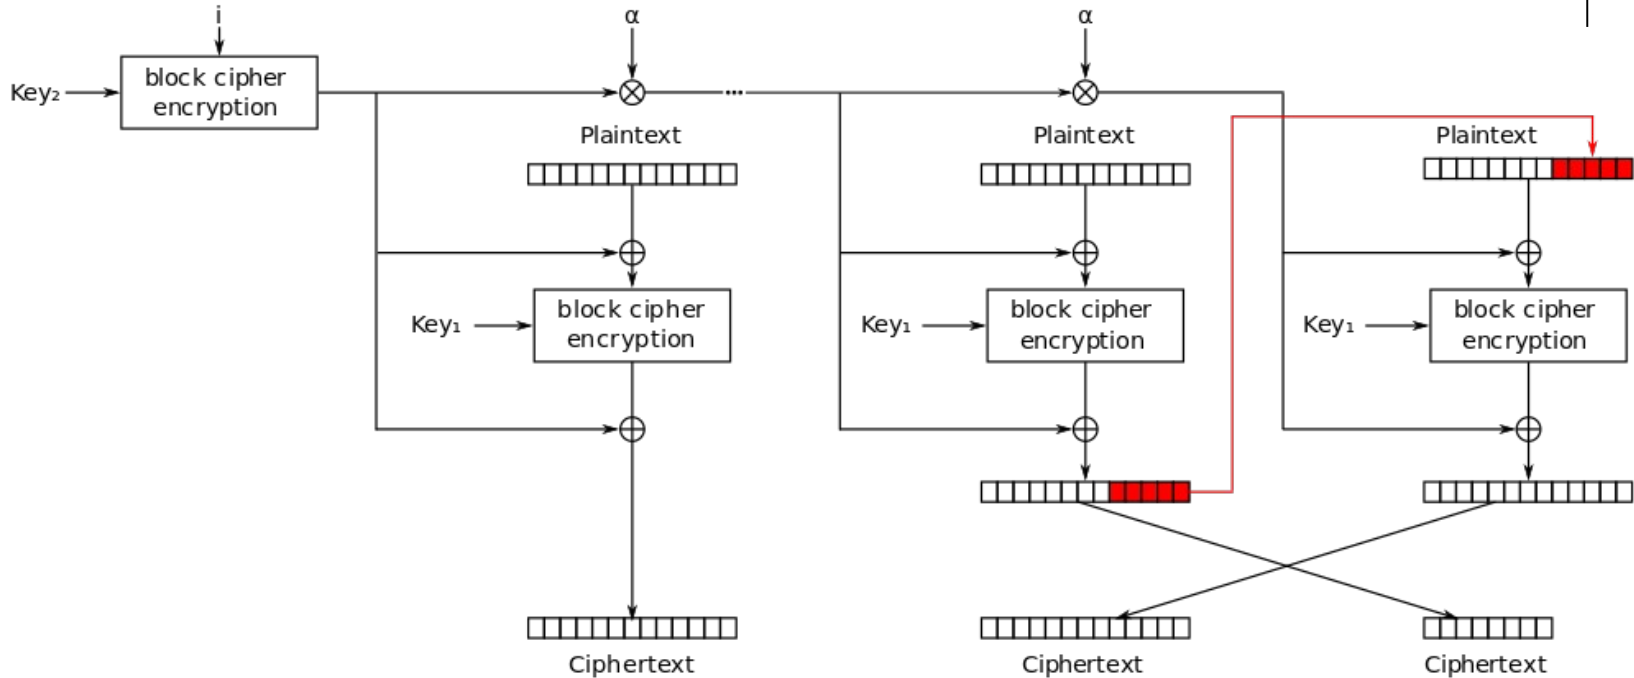 i
α
α
Key₂
block cipher
encryption
...
Plaintext
Plaintext
Plaintext
Key₁
block cipher
encryption
Key₁
block cipher
encryption
Key₁
block cipher
encryption
Ciphertext
Ciphertext
Ciphertext